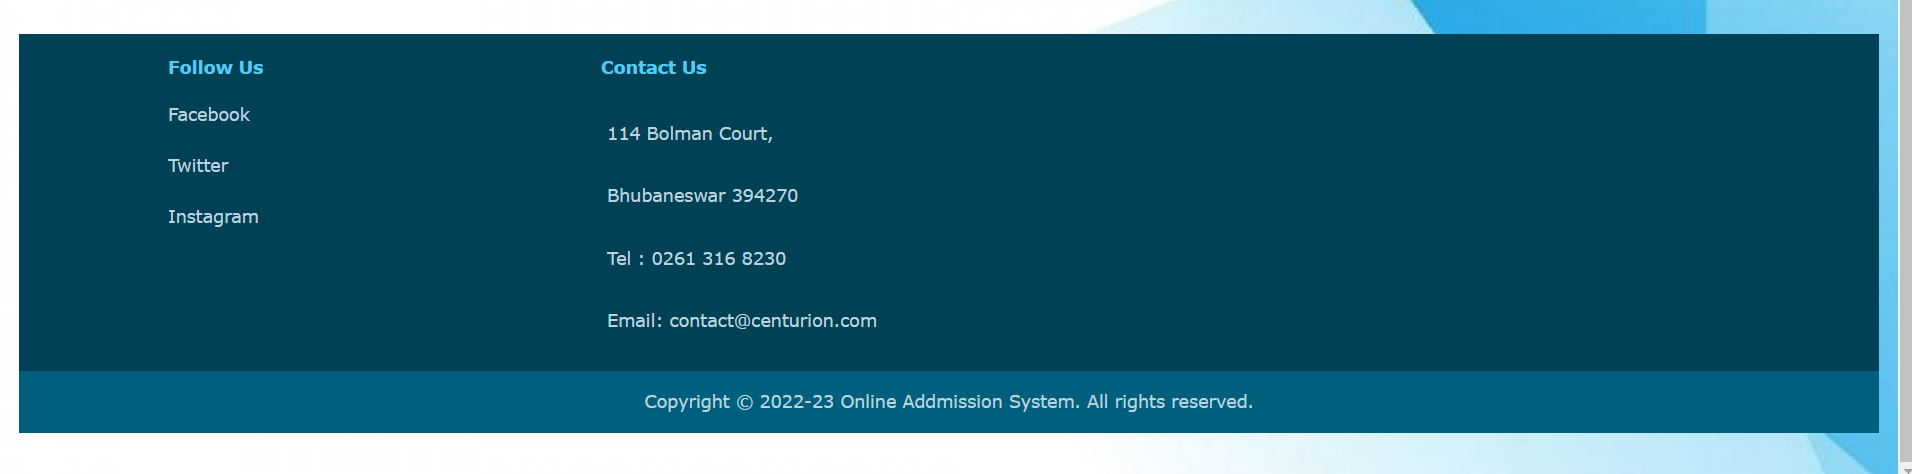 Follow Us
Facebook
Twitter
Instagram
Contact Us
114 Bolman Court,
Bhubaneswar 394270
Tel : 0261 316 8230
Email: contact@centurion.com
Copyright © 2022-23 Online Addmission System. All rights reserved.